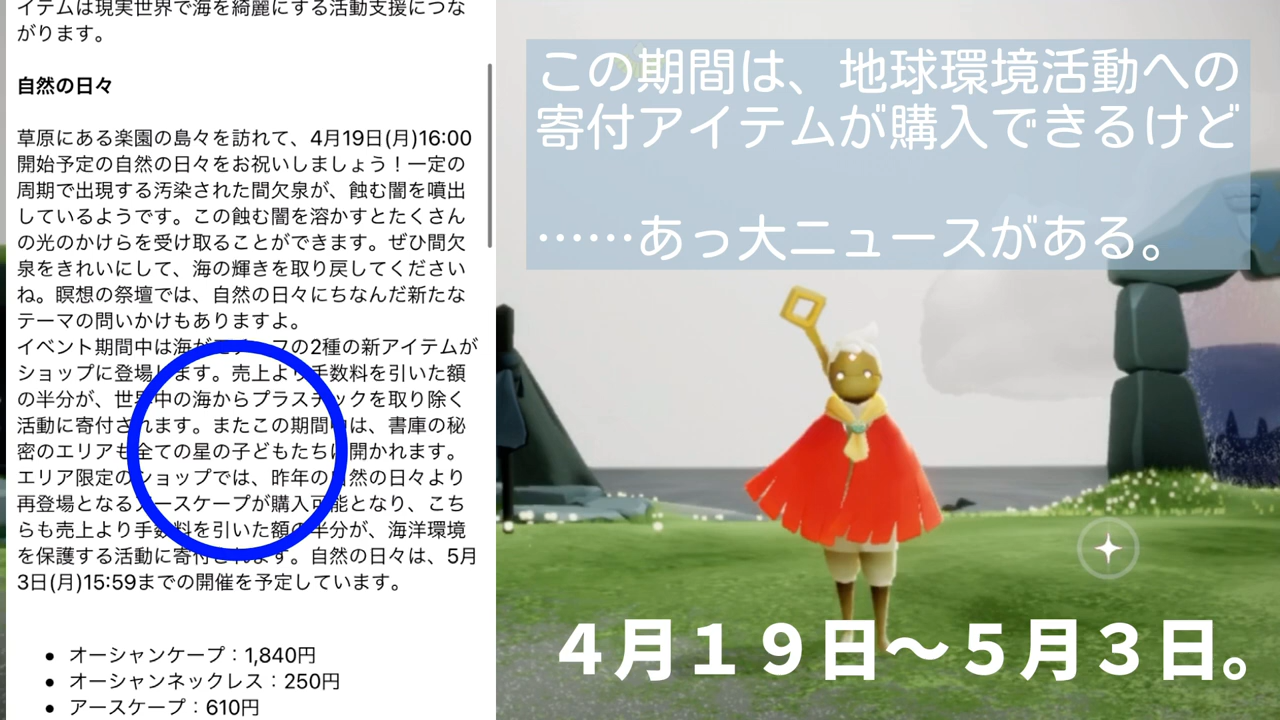 イテムは現実世界で海を綺麗にする活動支援につな
がります。
自然の日々
草原にある楽園の島々を訪れて、4月19日(月)16:00
開始予定の自然の日々をお祝いしましょう！一定の
周期で出現する汚染された間欠泉が、蝕む闇を噴出
しているようです。この蝕む闇を溶かすとたくさん
の光のかけらを受け取ることができます。ぜひ間欠
泉をきれいにして、海の輝きを取り戻してください
ね。瞑想の祭壇では、自然の日々にちなんだ新たな
テーマの問いかけもありますよ。
イベント期間中は海がモチーフの2種の新アイテムが
ショップに登場します。売上より手数料を引いた額
の半分が、世界中の海からプラスチックを取り除く
活動に寄付されます。またこの期間中は、書庫の秘
密のエリアも全ての星の子どもたちに開かれます。
エリア限定のショップでは、昨年の自然の日々より
再登場となるアースケープが購入可能となり、こち
らも売上より手数料を引いた額の半分が、海洋環境
を保護する活動に寄付されます。自然の日々は、5月
3日(月)15:59までの開催を予定しています。
• オーシャンケープ：1,840円
• オーシャンネックレス：250円
• アースケープ：610円
この期間は、地球環境活動への
寄付アイテムが購入できるけど
……あっ大ニュースがある。
４月１９日〜５月３日。